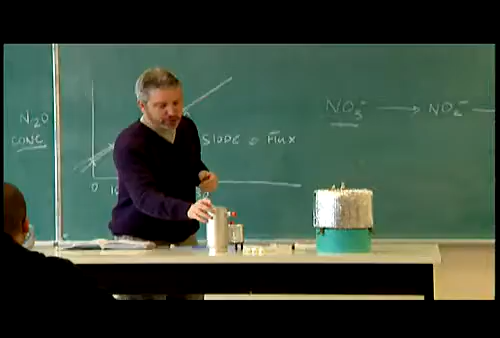 N2O
CONC
SLOPE = Flux
0
NO3- → NO2-